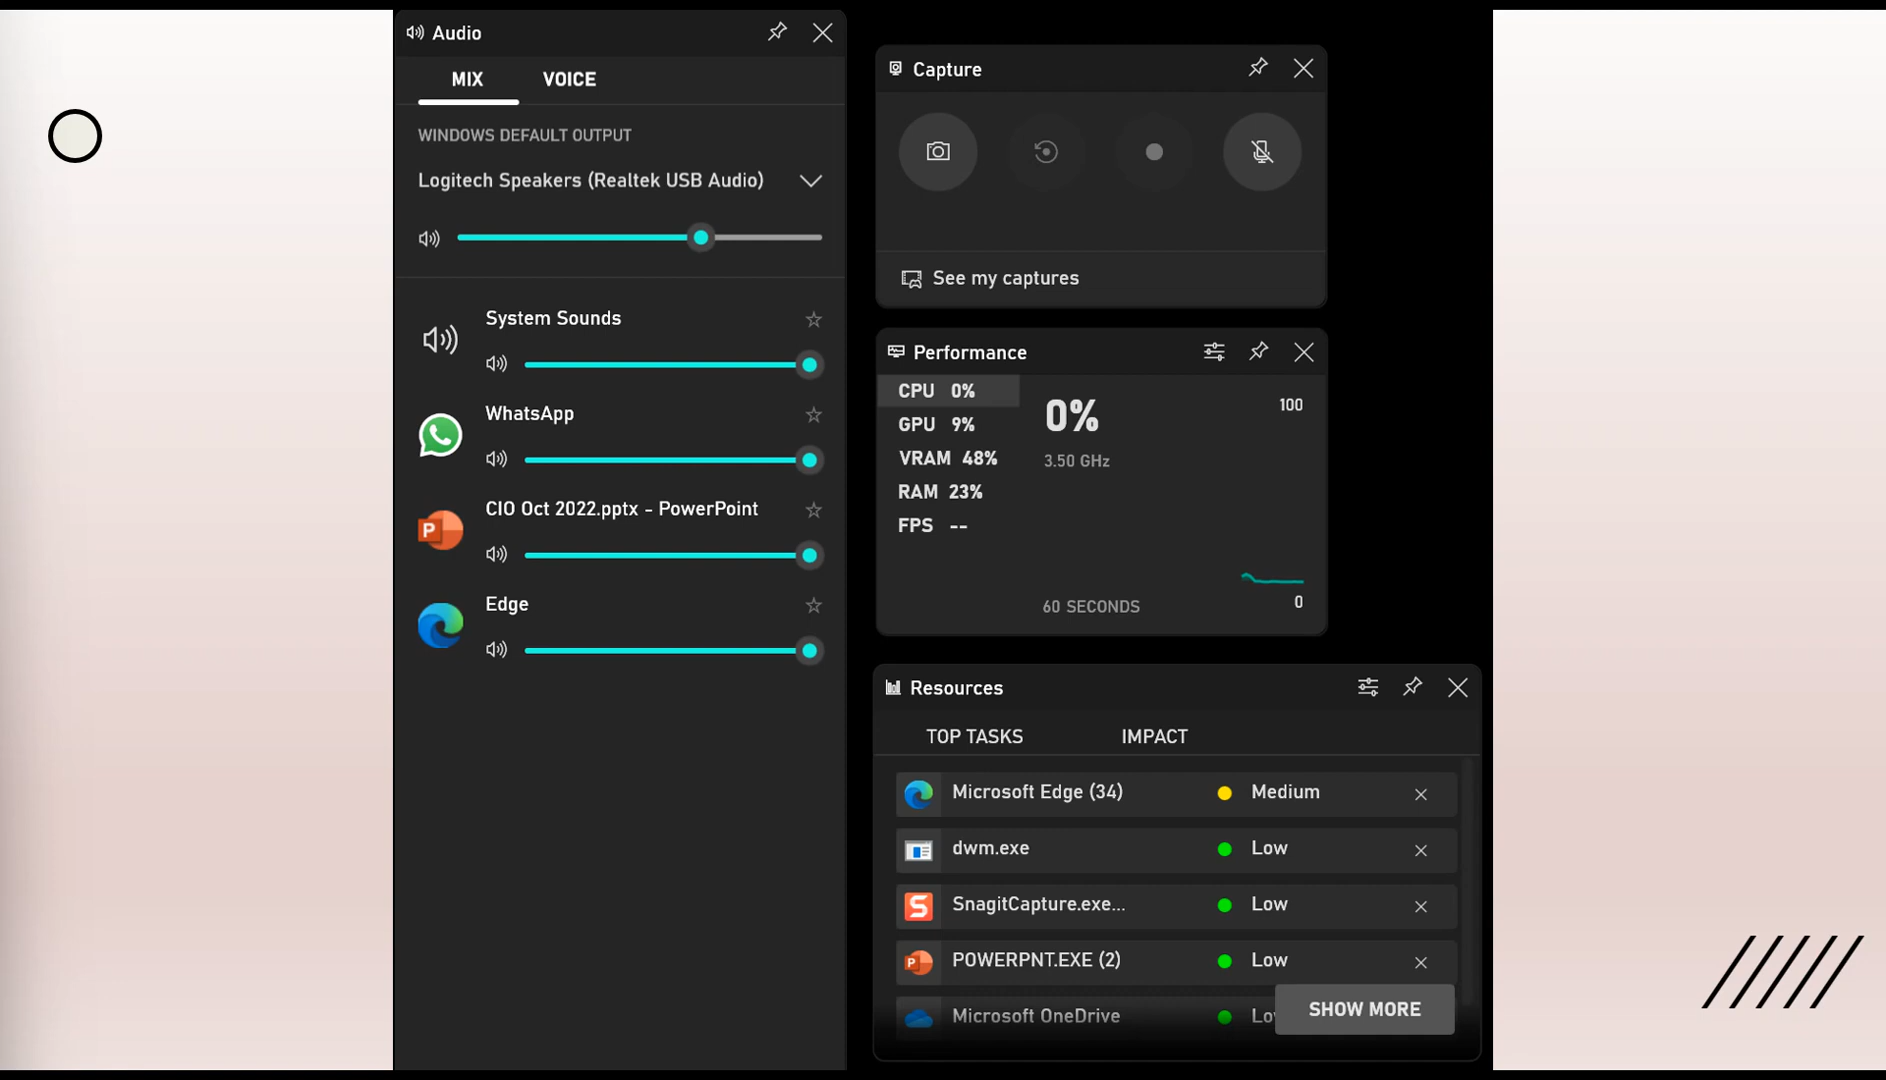 Audio
MIX VOICE
WINDOWS DEFAULT OUTPUT
Logitech Speakers (Realtek USB Audio)
System Sounds
WhatsApp
CIO Oct 2022.pptx - PowerPoint
Edge
Capture
See my captures
Performance
CPU 0%
GPU 9%
VRAM 48%
RAM 23%
FPS --
0%
3.50 GHz
100
60 SECONDS
0
Resources
TOP TASKS IMPACT
Microsoft Edge (34) Medium
dwm.exe Low
SnagitCapture.exe... Low
POWERPNT.EXE (2) Low
Microsoft OneDrive
SHOW MORE